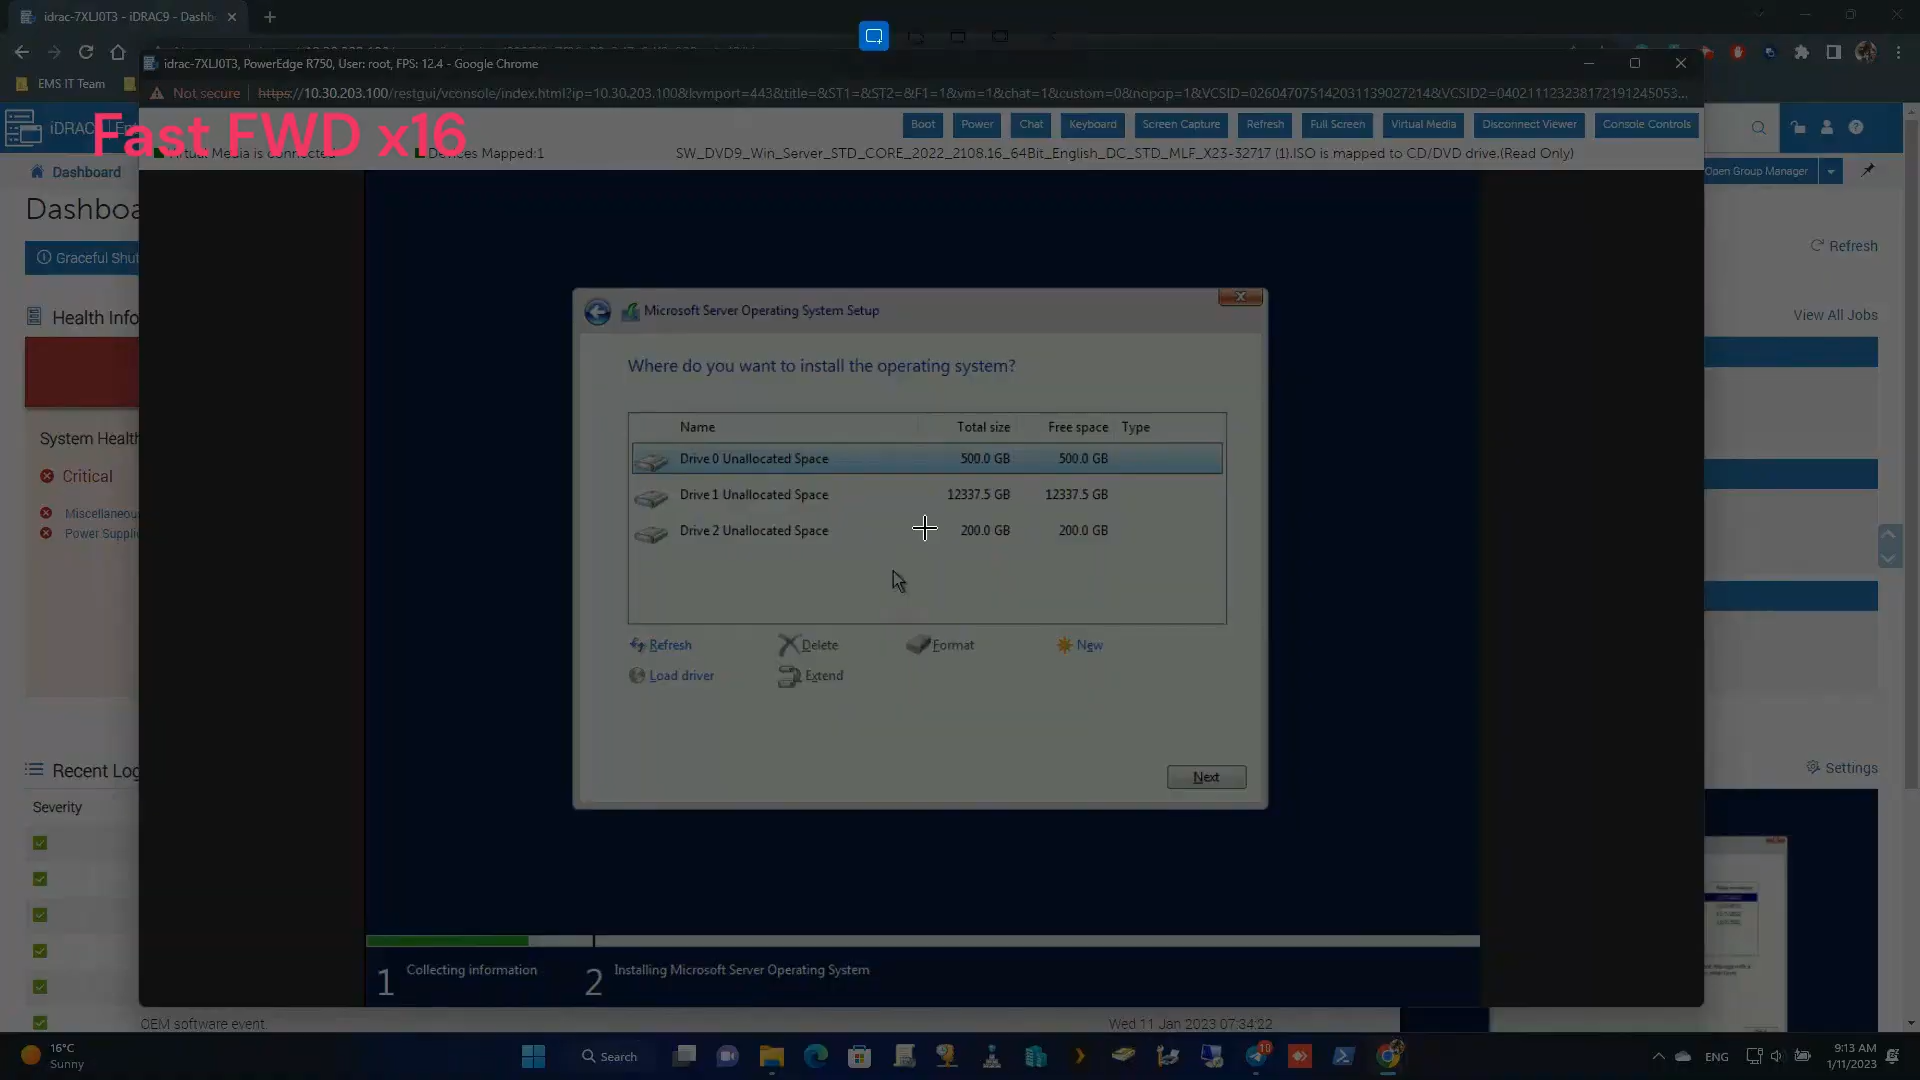 idrac-7XLJ0T3 - iDRAC9 - Dashb
EMS IT Team
idrac-7XLJ0T3, PowerEdge R750, User: root, FPS: 12.4 - Google Chrome
Not secure
https://10.30.203.100/restgui/vconsole/index.html?ip=10.30.203.100&kvmport=443&title=&ST1=&ST2=&F1=1&vm=1&chat=1&custom=0&nopop=1&VCSID=026047075142031139027214&VCSID2=040211123238172191245053...
iDRAC
Fast FWD x16
Boot
Power
Chat
Keyboard
Screen Capture
Refresh
Full Screen
Virtual Media
Disconnect Viewer
Console Controls
Virtual Media is Connected
Devices Mapped:1
SW_DVD9_Win_Server_STD_CORE_2022_2108.16_64Bit_English_DC_STD_MLF_X23-32717 (1).ISO is mapped to CD/DVD drive.(Read Only)
Dashboard
Open Group Manager
Dashboa
Graceful Shut
Refresh
Health Info
View All Jobs
System Health
Critical
Miscellaneou
Power Supplie
Microsoft Server Operating System Setup
Where do you want to install the operating system?
Name Total size Free space Type
Drive 0 Unallocated Space 500.0 GB 500.0 GB
Drive 1 Unallocated Space 12337.5 GB 12337.5 GB
Drive 2 Unallocated Space 200.0 GB 200.0 GB
Refresh
Delete
Format
New
Load driver
Extend
Next
Recent Log
Settings
Severity
1 Collecting information
2 Installing Microsoft Server Operating System
OEM software event.
Wed 11 Jan 2023 07:34:22
16°C
Sunny
Search
10
ENG
9:13 AM
1/11/2023